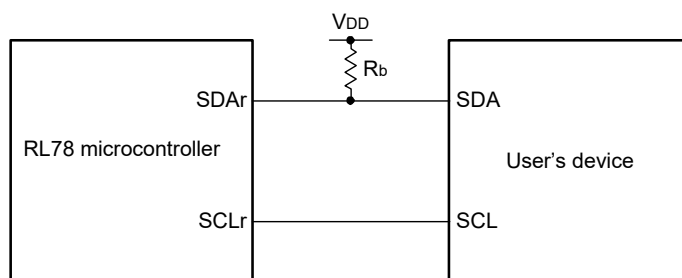 VDD
Rb
SDAr
SDA
RL78 microcontroller
User’s device
SCLr
SCL